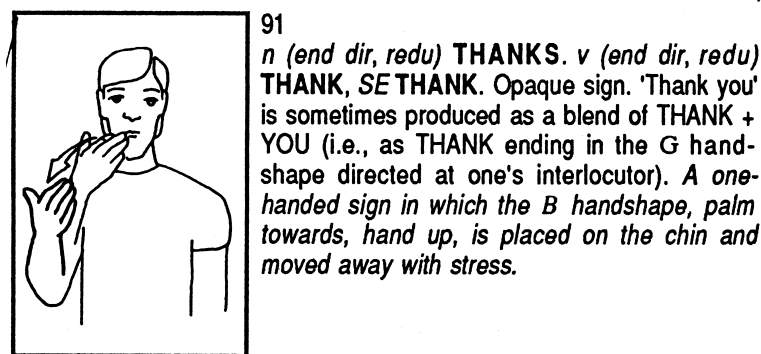 91
n (end dir, redu) THANKS. v (end dir, redu)
THANK, SE THANK. Opaque sign. 'Thank you'
is sometimes produced as a blend of THANK +
YOU (i.e., as THANK ending in the G hand-
shape directed at one's interlocutor). A one-
handed sign in which the B handshape, palm
towards, hand up, is placed on the chin and
moved away with stress.